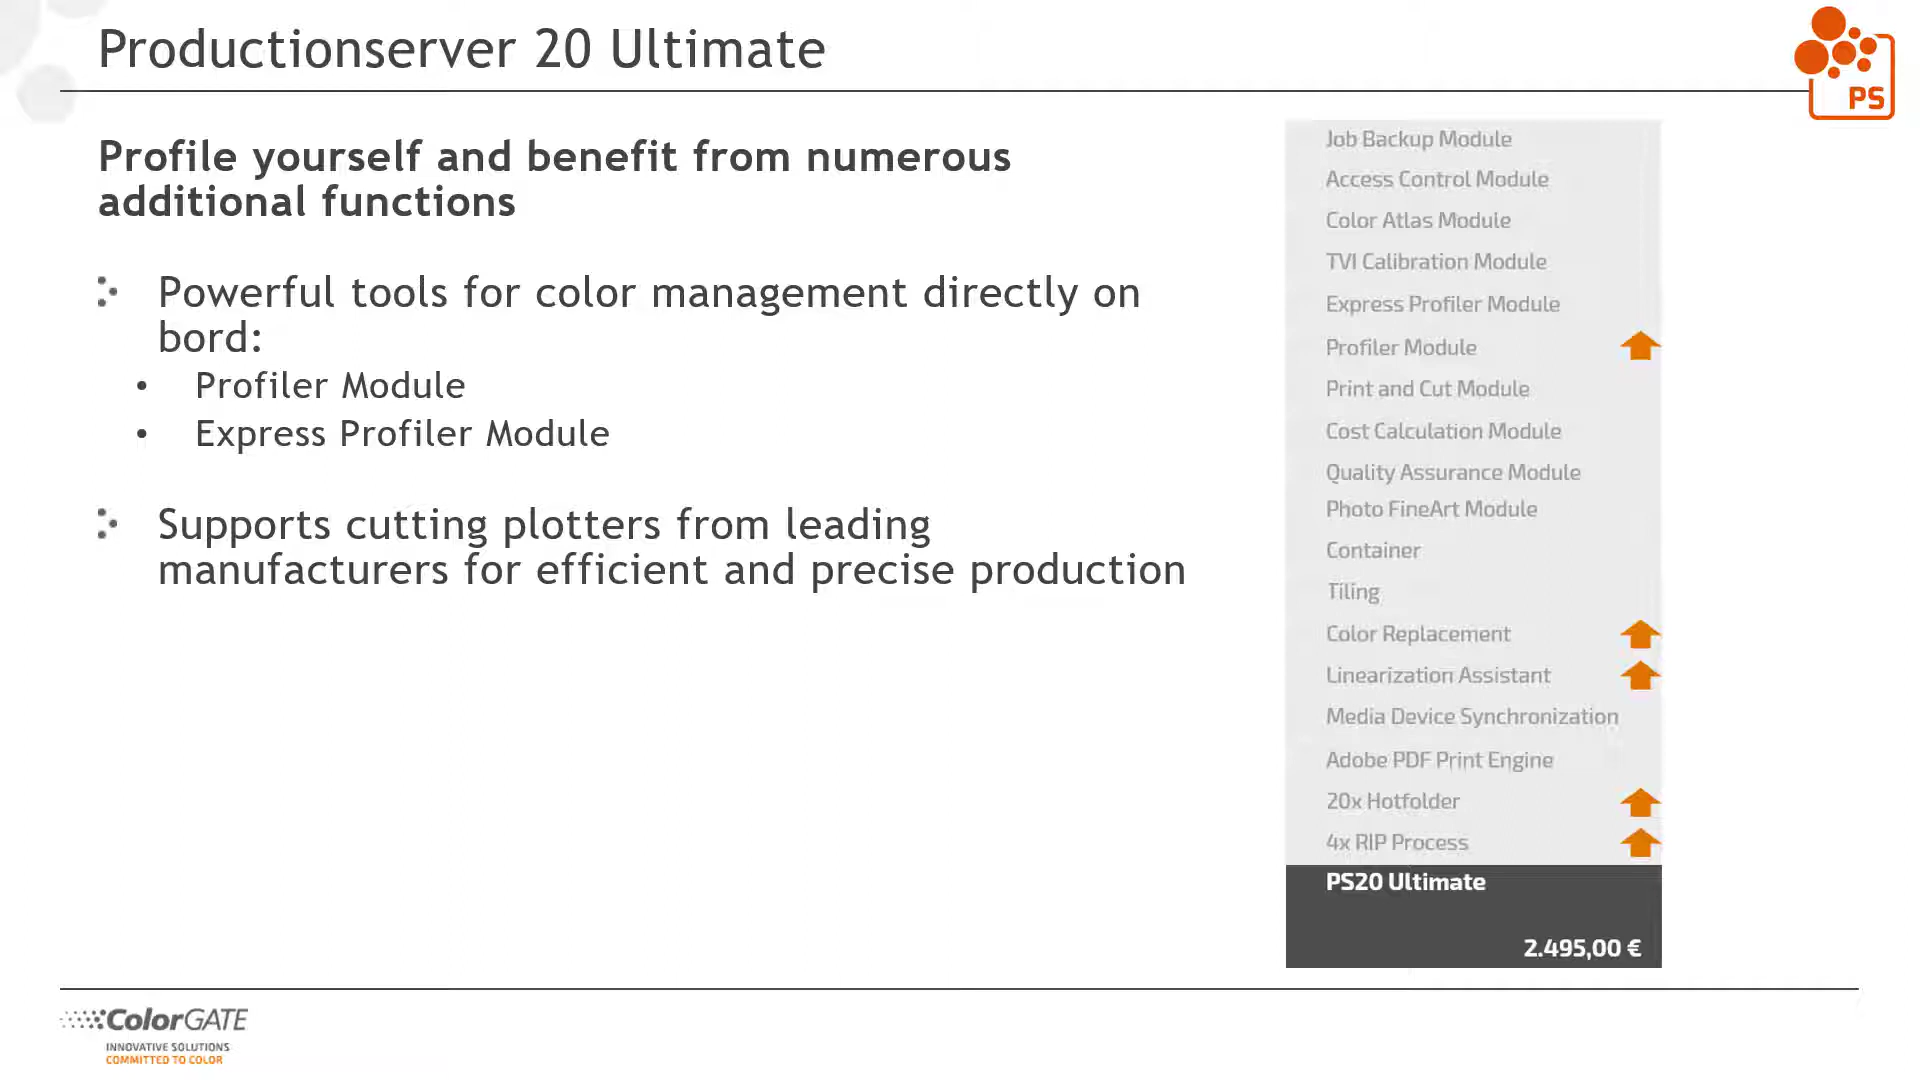 Productionserver 20 Ultimate
PS
Profile yourself and benefit from numerous
additional functions
Powerful tools for color management directly on
bord:
• Profiler Module
• Express Profiler Module
Supports cutting plotters from leading
manufacturers for efficient and precise production
Job Backup Module
Access Control Module
Color Atlas Module
TVI Calibration Module
Express Profiler Module
Profiler Module
Print and Cut Module
Cost Calculation Module
Quality Assurance Module
Photo FineArt Module
Container
Tiling
Color Replacement
Linearization Assistant
Media Device Synchronization
Adobe PDF Print Engine
20x Hotfolder
4x RIP Process
PS20 Ultimate
2.495,00 €
ColorGATE
INNOVATIVE SOLUTIONS
COMMITTED TO COLOR